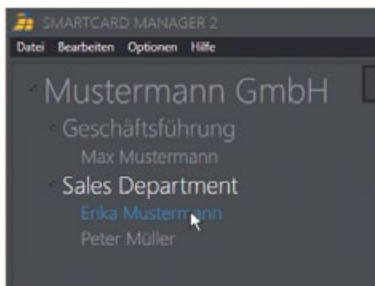 SMARTCARD MANAGER 2
Datei Bearbeiten Optionen Hilfe
Mustermann GmbH
Geschäftsführung
Max Mustermann
Sales Department
Erika Mustermann
Peter Müller